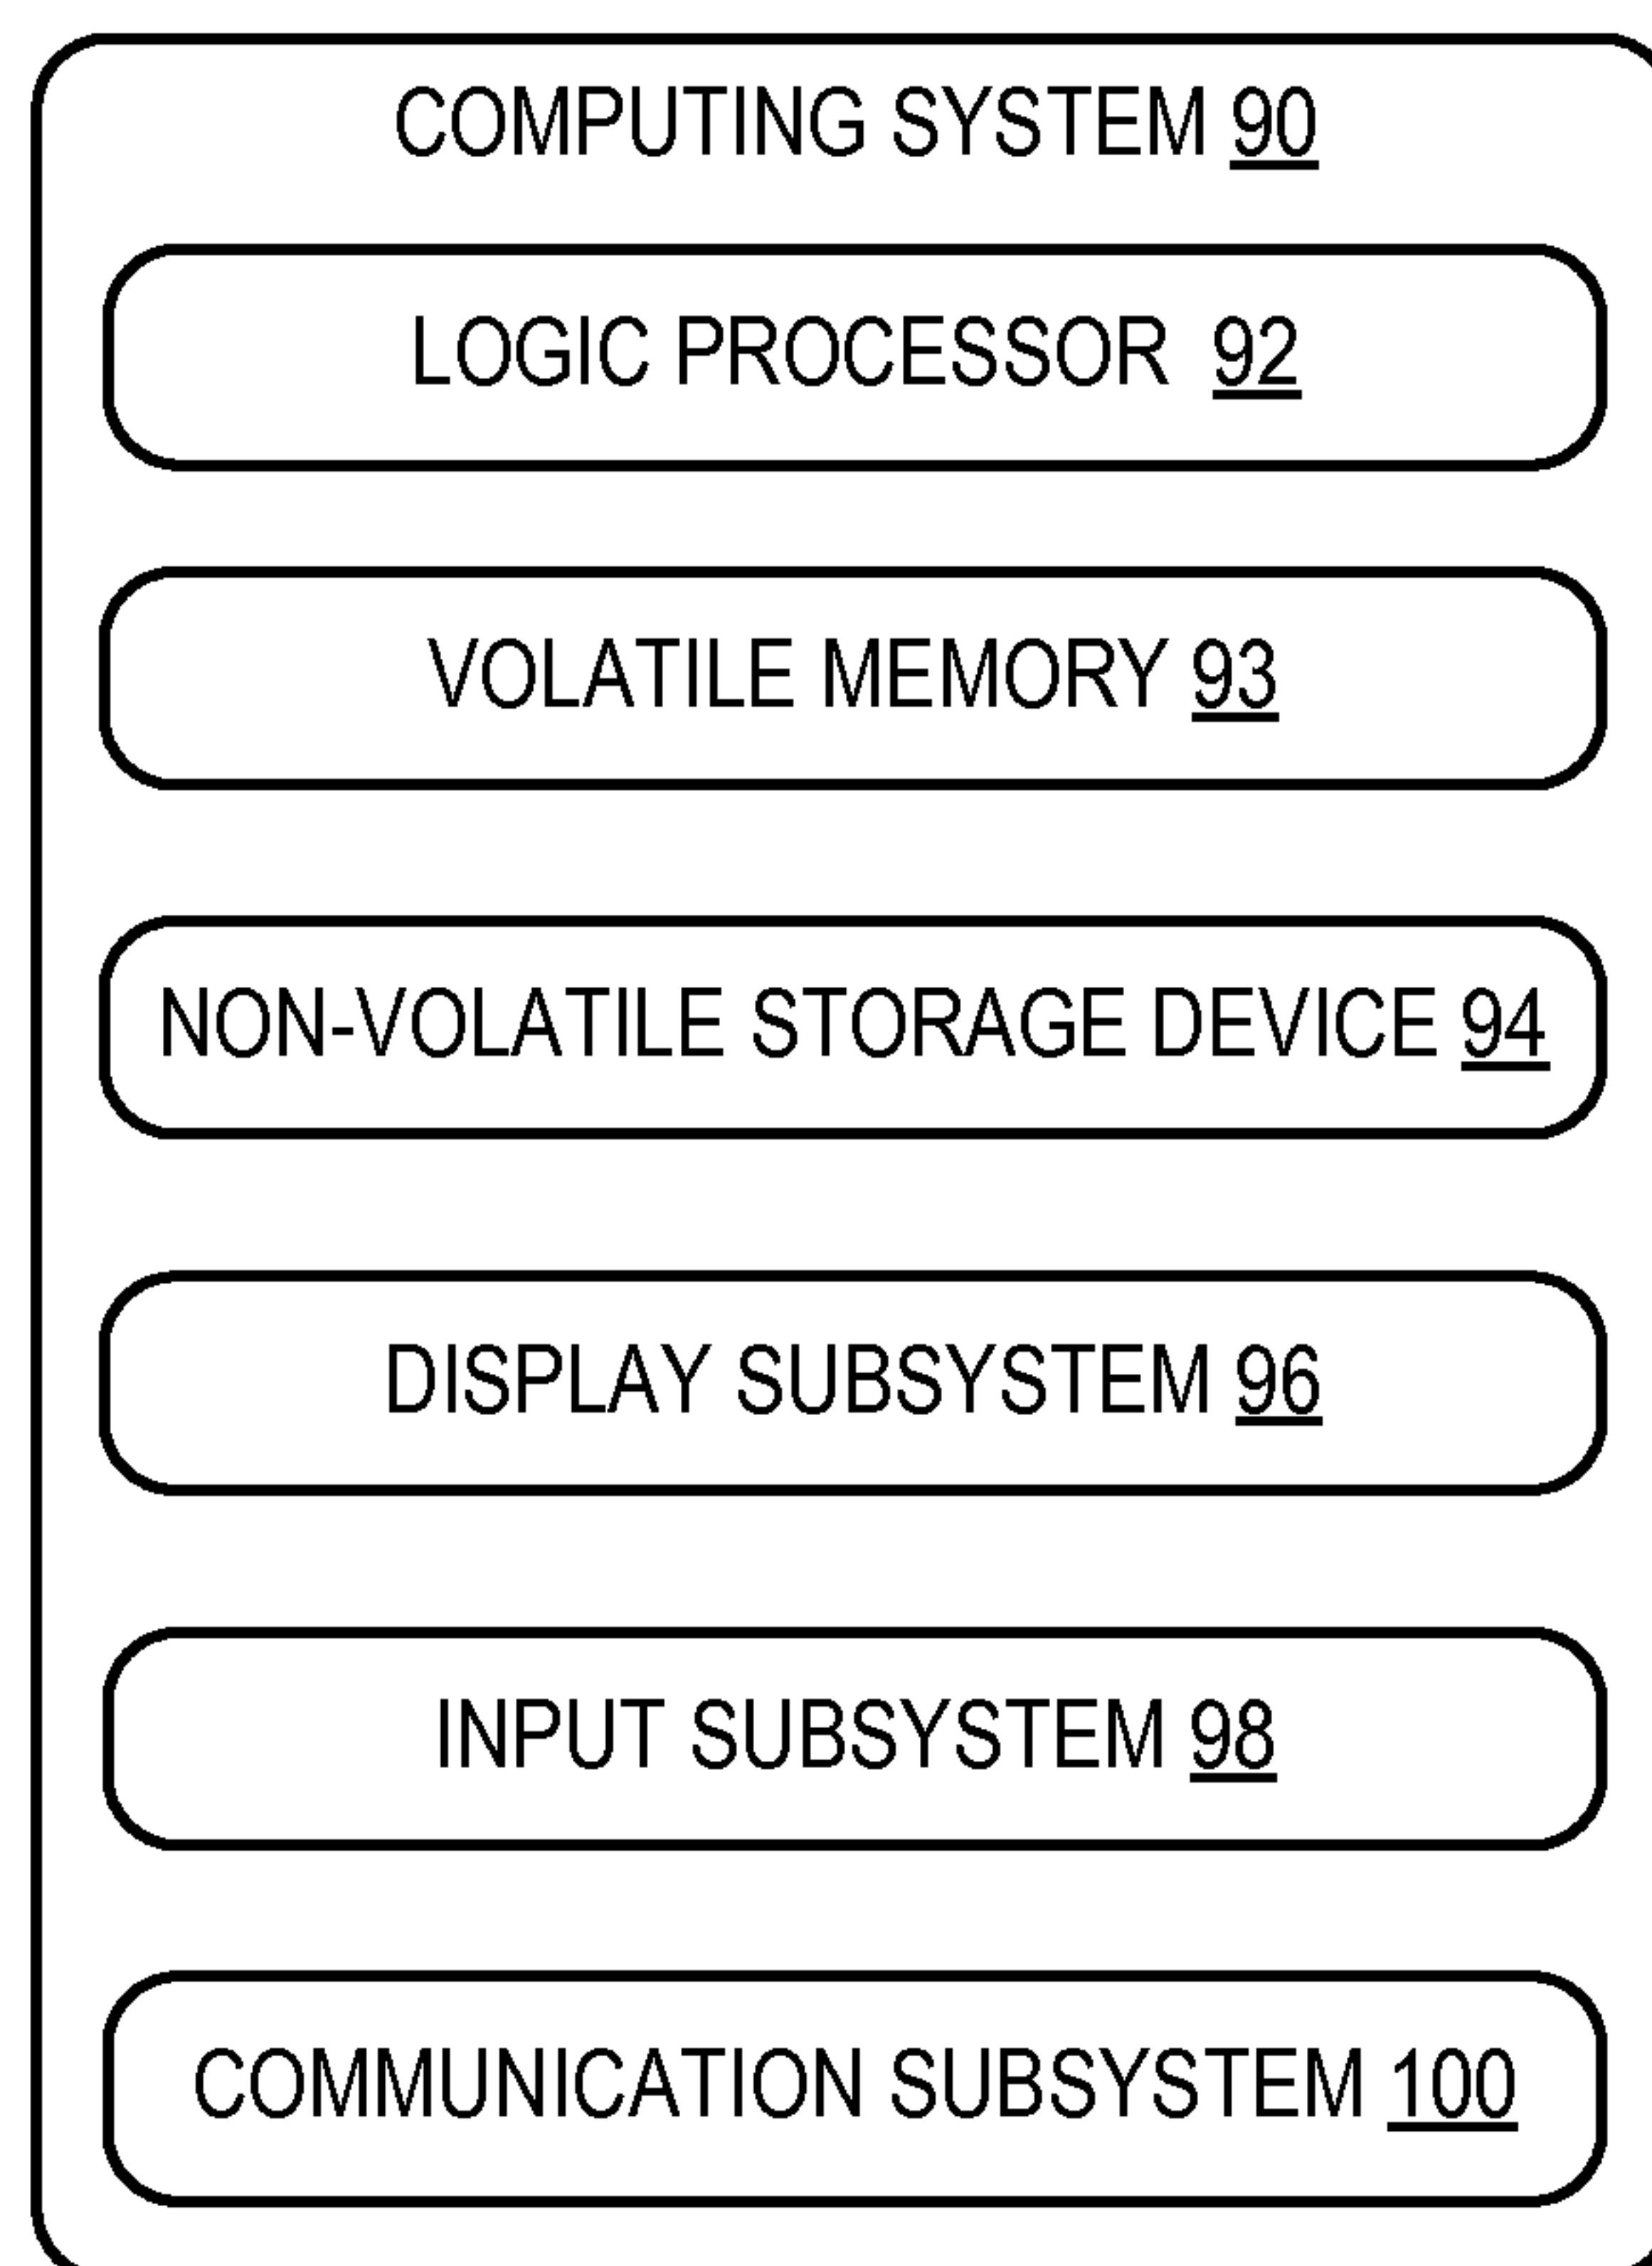 COMPUTING SYSTEM 90
LOGIC PROCESSOR 92
VOLATILE MEMORY 93
NON-VOLATILE STORAGE DEVICE 94
DISPLAY SUBSYSTEM 96
INPUT SUBSYSTEM 98
COMMUNICATION SUBSYSTEM 100